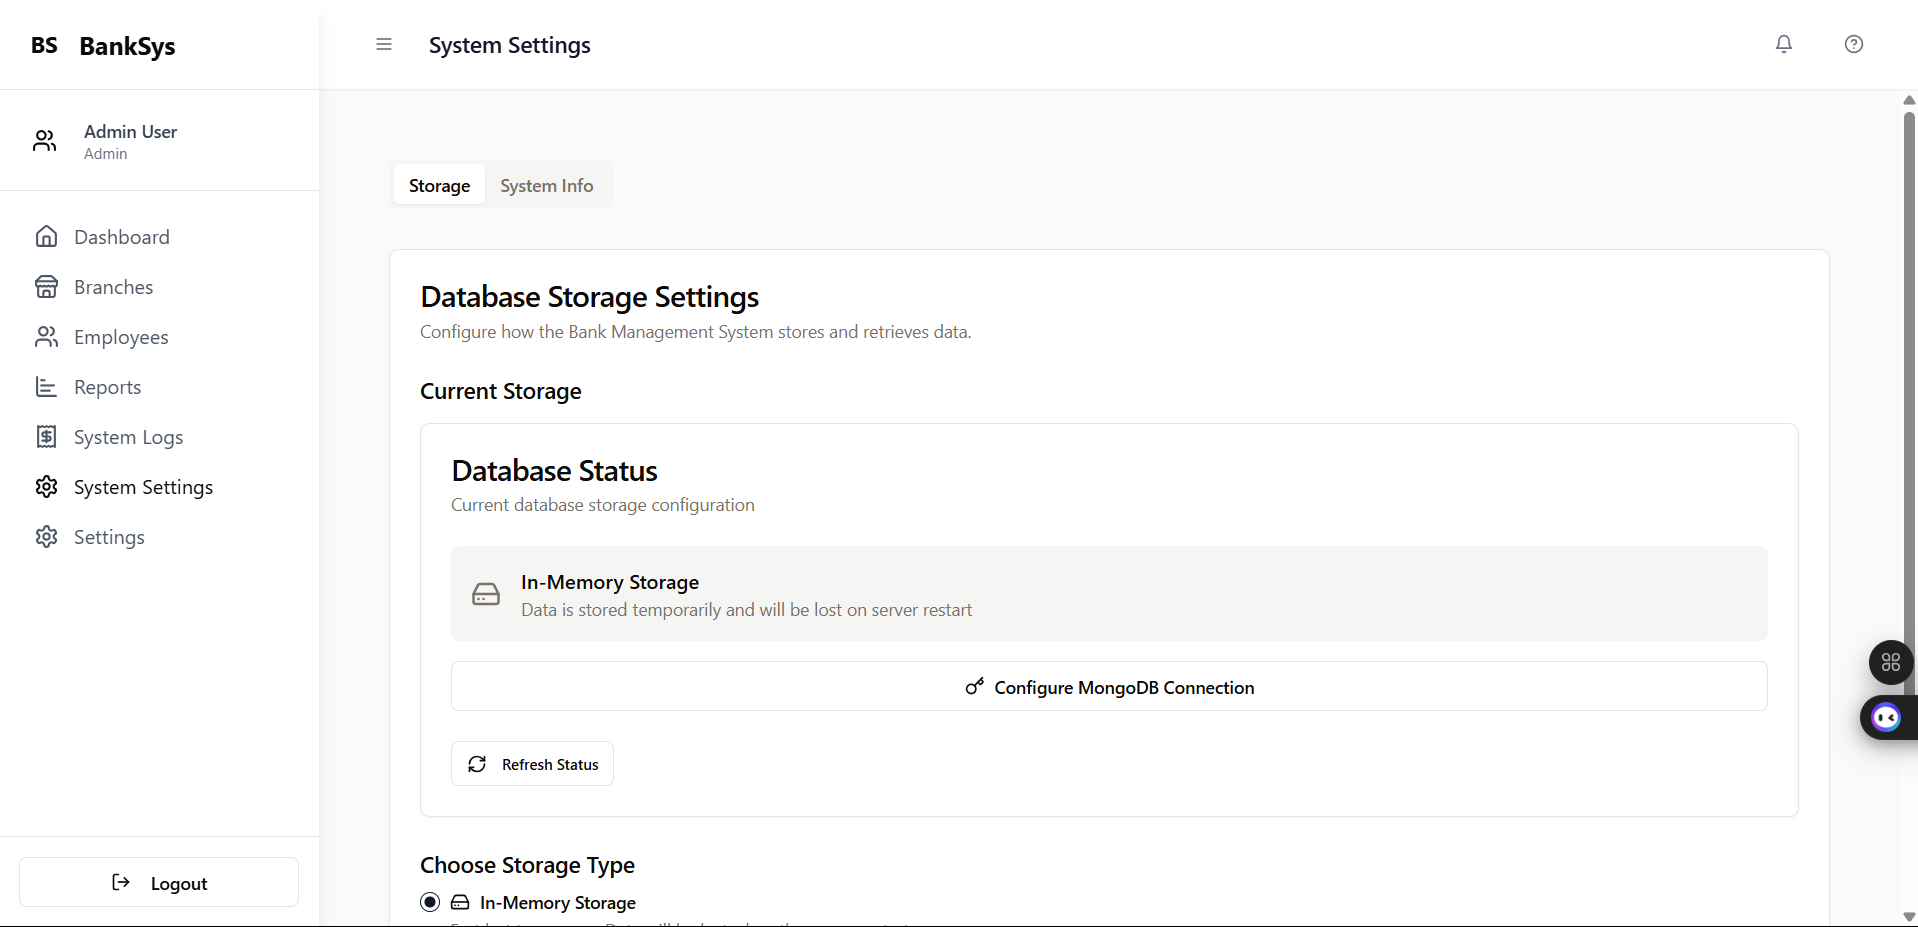 BS BankSys
System Settings
Admin User
Admin
Dashboard
Branches
Employees
Reports
System Logs
System Settings
Settings
Logout
Storage
System Info
Database Storage Settings
Configure how the Bank Management System stores and retrieves data.
Current Storage
Database Status
Current database storage configuration
In-Memory Storage
Data is stored temporarily and will be lost on server restart
Configure MongoDB Connection
Refresh Status
Choose Storage Type
In-Memory Storage